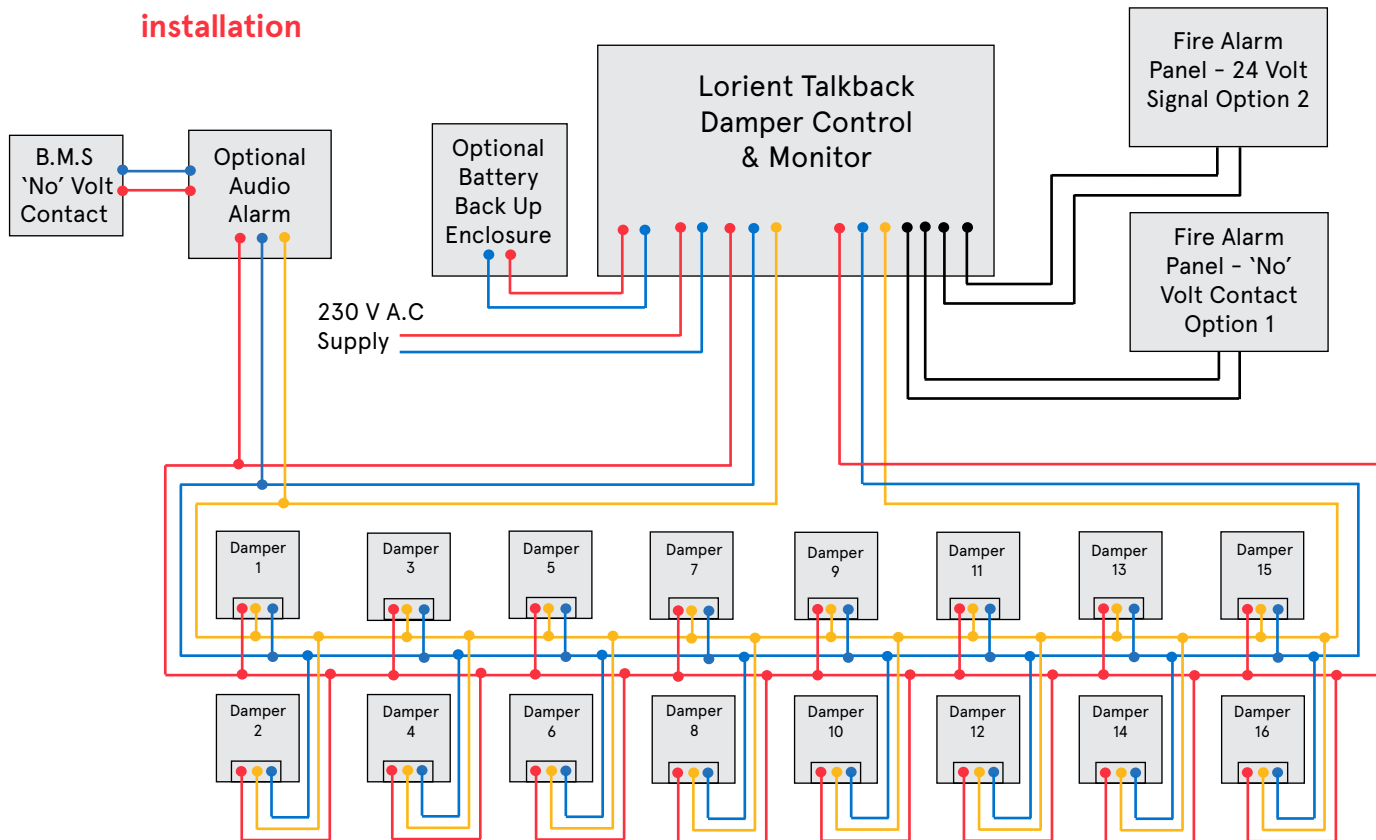 installation
Lorient Talkback
Damper Control
& Monitor
Fire Alarm
Panel - 24 Volt
Signal Option 2
B.M.S
‘No’ Volt
Contact
Optional
Audio
Alarm
Optional
Battery
Back Up
Enclosure
Fire Alarm
Panel - ‘No’
Volt Contact
Option 1
230 V A.C
Supply
Damper
1
Damper
3
Damper
5
Damper
7
Damper
9
Damper
11
Damper
13
Damper
15
Damper
2
Damper
4
Damper
6
Damper
8
Damper
10
Damper
12
Damper
14
Damper
16